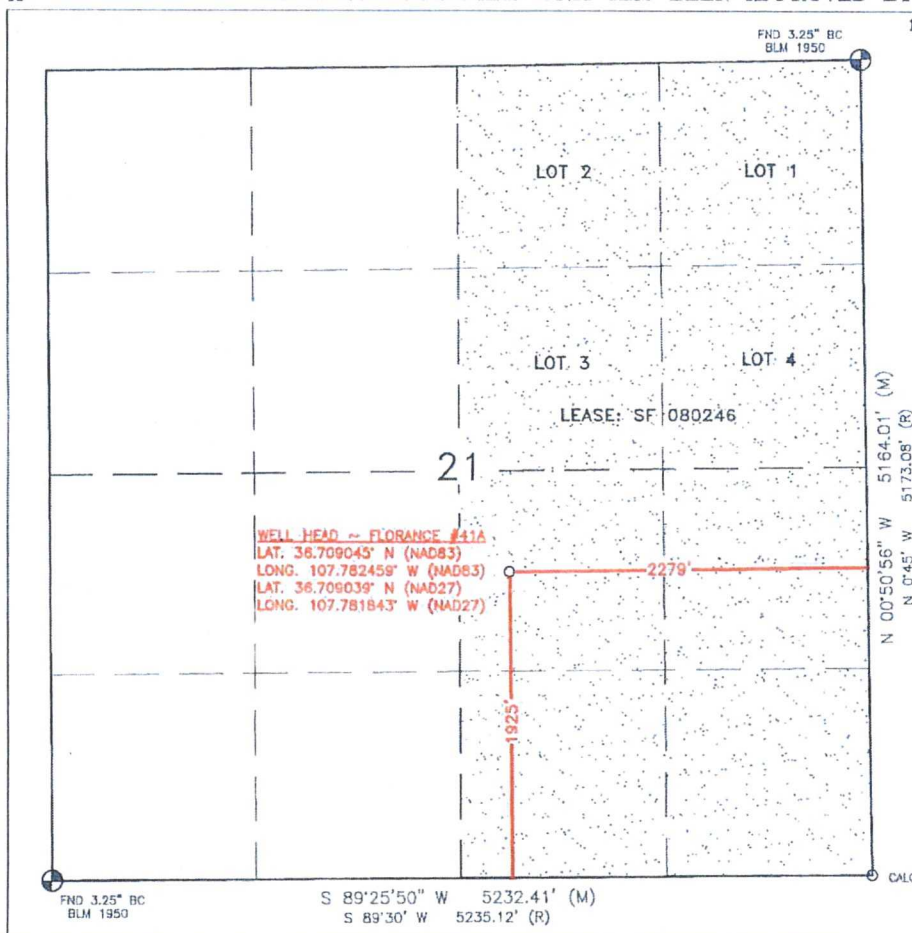 FND 3.25" BC
BLM 1950
LOT 2
LOT 1
LOT 3
LOT 4
LEASE: SF 080246
21
WELL HEAD ~ FLORANCE #41A
LAT. 36.709045° N (NAD83)
LONG. 107.782459° W (NAD83)
LAT. 36.709039° N (NAD27)
LONG. 107.781843° W (NAD27)
2279'
1925'
N 00°50'56" W 5164.01' (M)
N 0°45' W 5173.08' (R)
FND 3.25" BC
BLM 1950
S 89°25'50" W 5232.41' (M)
S 89°30' W 5235.12' (R)
CALC